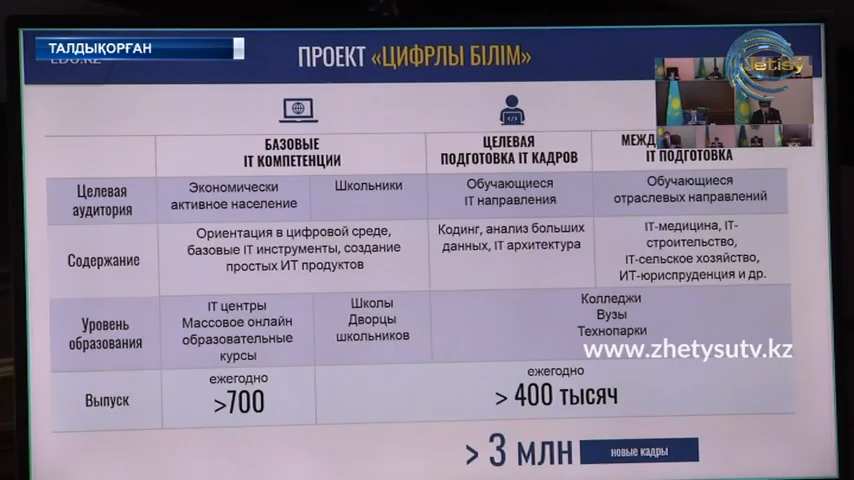 ТАЛДЫҚОРҒАН
EDU.KZ
ПРОЕКТ «ЦИФРЛЫ БІЛІМ»
Jetisý
БАЗОВЫЕ
IT КОМПЕТЕНЦИИ
ЦЕЛЕВАЯ
ПОДГОТОВКА IT КАДРОВ
IT ПОДГОТОВКА
Целевая
аудитория
Экономически
активное население
Школьники
Обучающиеся
IT направления
Обучающиеся
отраслевых направлений
Содержание
Ориентация в цифровой среде,
базовые IT инструменты, создание
простых ИТ продуктов
Кодинг, анализ больших
данных, IT архитектура
IT-медицина, IT-
строительство,
IT-сельское хозяйство,
ИТ-юриспруденция и др.
Уровень
образования
IT центры
Массовое онлайн
образовательные
курсы
Школы
Дворцы
школьников
Колледжи
Вузы
Технопарки
www.zhetysutv.kz
Выпуск
ежегодно
>700
ежегодно
> 400 тысяч
> 3 млн
новые кадры